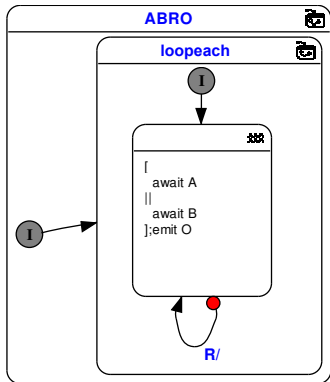 ABRO
loopeach
I
[
await A
||
await B
];emit O
I
R/